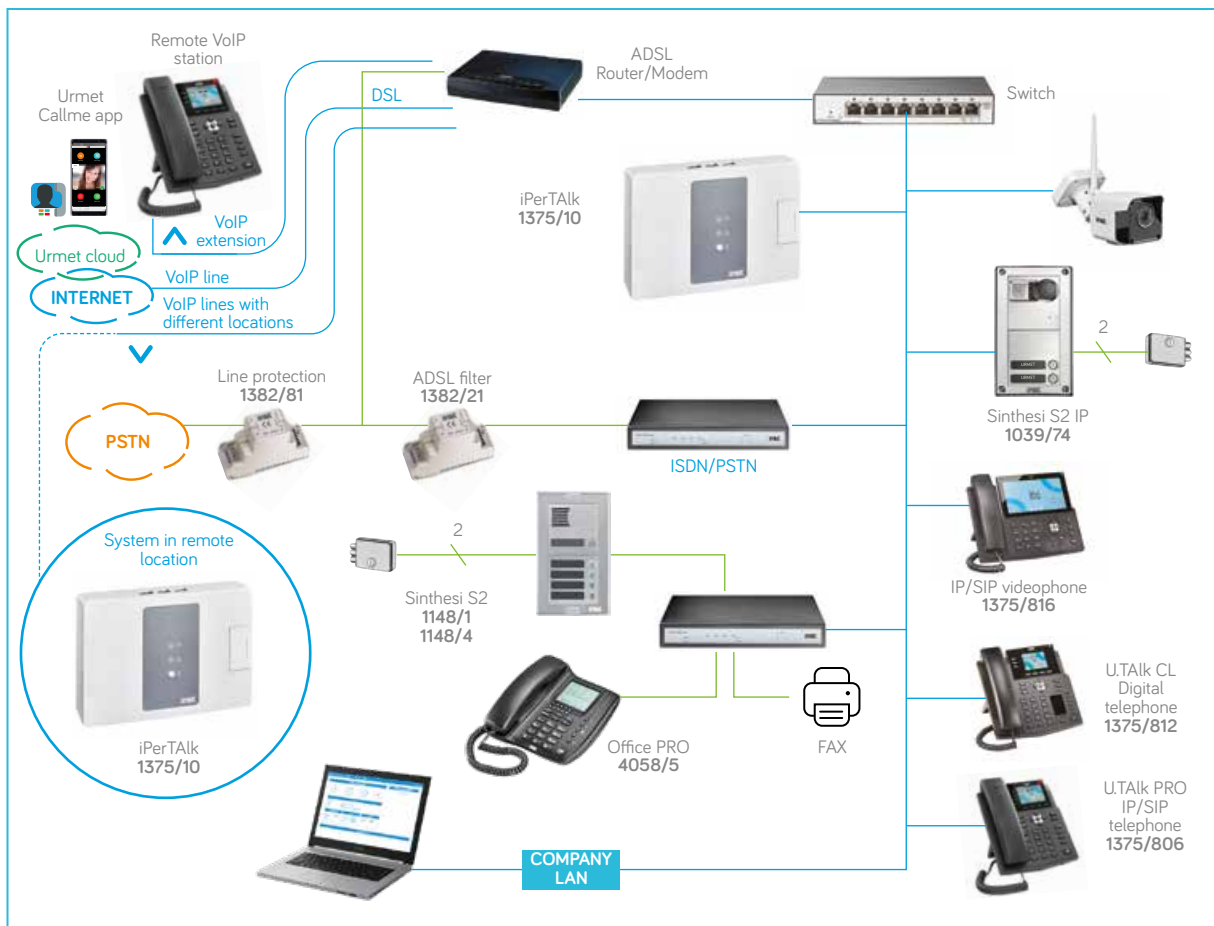 Remote VoIP
station
Urmet
Callme app
ADSL
Router/Modem
DSL
Switch
iPerTAlk
1375/10
VoIP
extension
Urmet cloud
VoIP line
INTERNET
VoIP lines with
different locations
2
Sinthesi S2 IP
1039/74
Line protection
1382/81
ADSL filter
1382/21
PSTN
ISDN/PSTN
System in remote
location
2
Sinthesi S2
1148/1
1148/4
IP/SIP videophone
1375/816
iPerTAlk
1375/10
Office PRO
4058/5
FAX
U.TAlk CL
Digital
telephone
1375/812
U.TAlk PRO
IP/SIP
telephone
1375/806
COMPANY
LAN